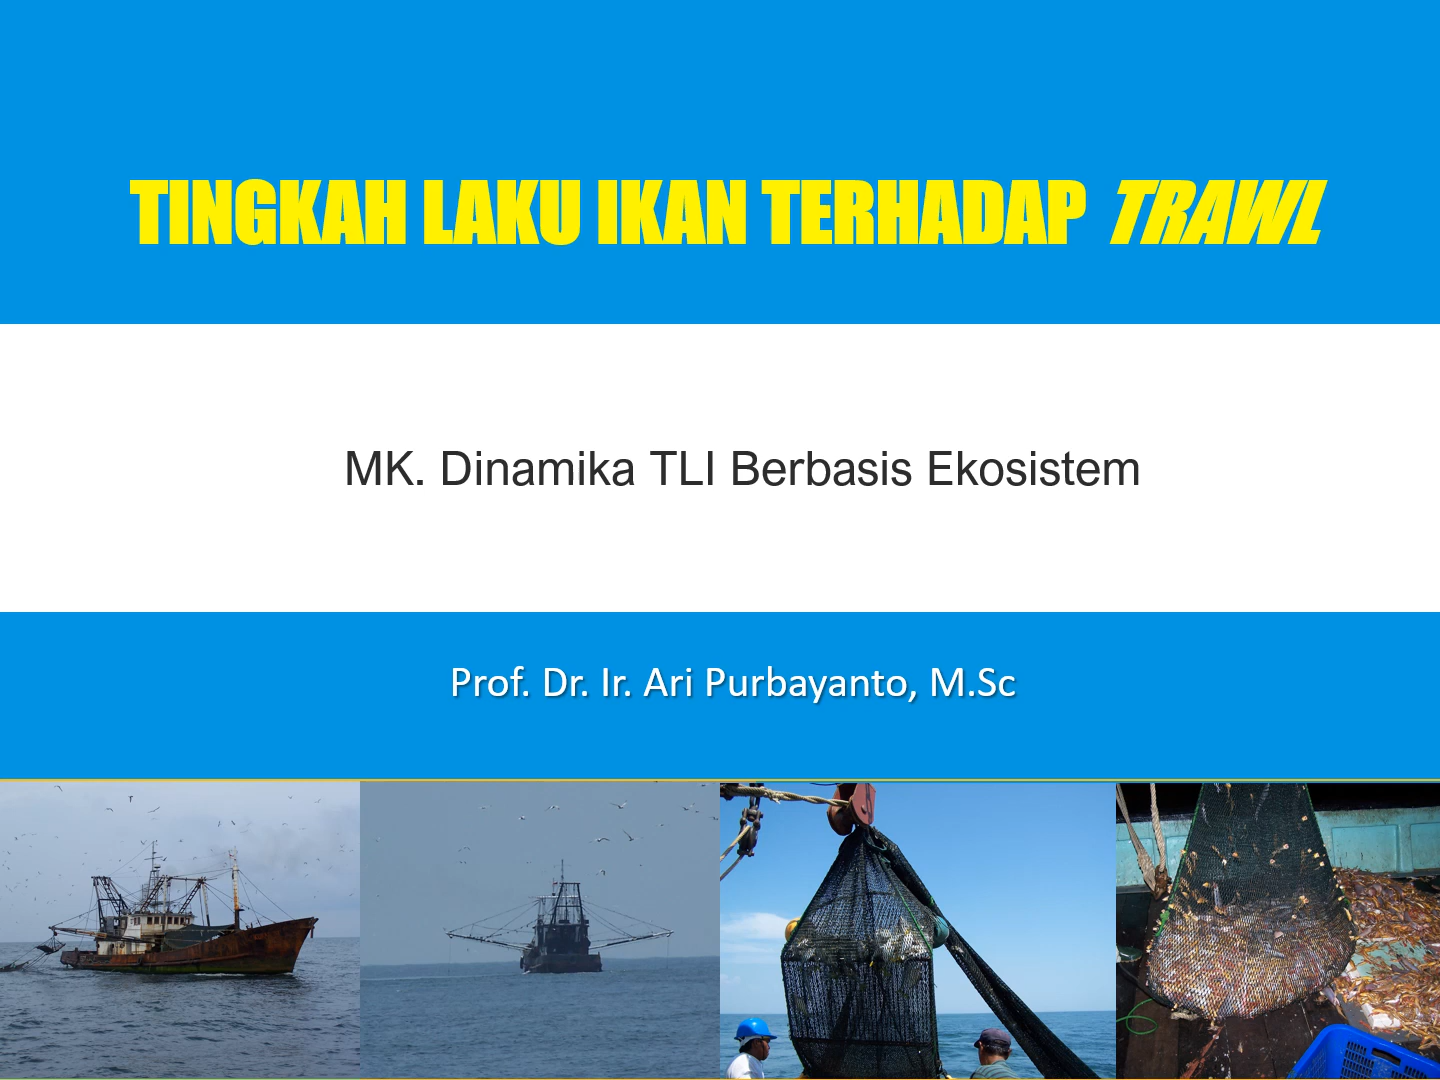 TINGKAH LAKU IKAN TERHADAP TRAWL
MK. Dinamika TLI Berbasis Ekosistem
Prof. Dr. Ir. Ari Purbayanto, M.Sc